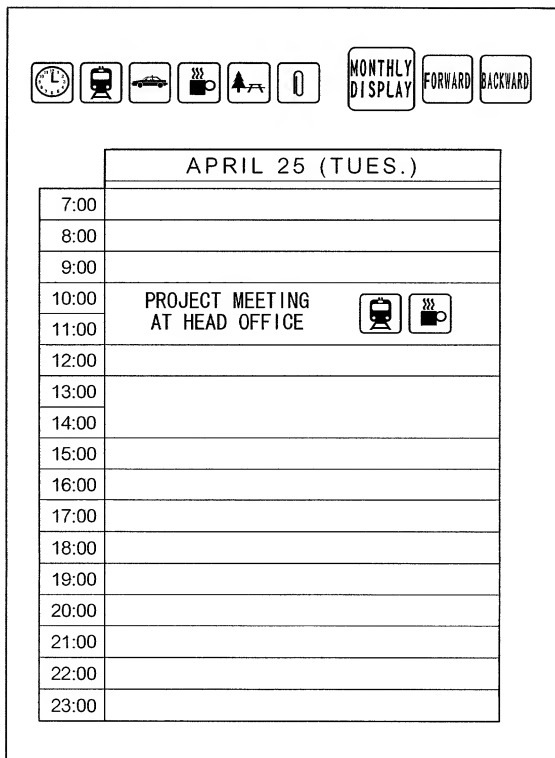 MONTHLY
DISPLAY
FORWARD
BACKWARD
APRIL 25 (TUES.)
7:00
8:00
9:00
10:00
PROJECT MEETING
AT HEAD OFFICE
11:00
12:00
13:00
14:00
15:00
16:00
17:00
18:00
19:00
20:00
21:00
22:00
23:00